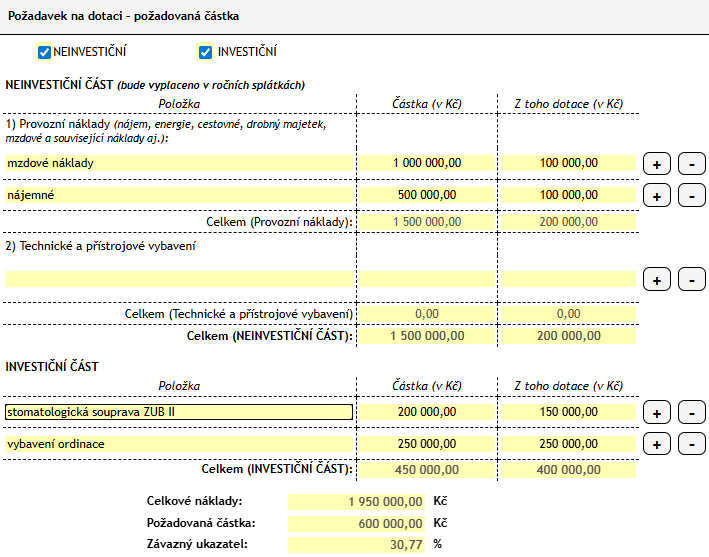 Požadavek na dotaci - požadovaná částka
NEINVESTIČNÍ INVESTIČNÍ
NEINVESTIČNÍ ČÁST (bude vyplaceno v ročních splátkách)
Položka Částka (v Kč) Z toho dotace (v Kč)
1) Provozní náklady (nájem, energie, cestovné, drobný majetek,
mzdové a související náklady aj.):
mzdové náklady 1 000 000,00 100 000,00 + -
nájemné 500 000,00 100 000,00 + -
Celkem (Provozní náklady): 1 500 000,00 200 000,00
2) Technické a přístrojové vybavení
+ -
Celkem (Technické a přístrojové vybavení) 0,00 0,00
Celkem (NEINVESTIČNÍ ČÁST): 1 500 000,00 200 000,00
INVESTIČNÍ ČÁST
Položka Částka (v Kč) Z toho dotace (v Kč)
stomatologická souprava ZUB II 200 000,00 150 000,00 + -
vybavení ordinace 250 000,00 250 000,00 + -
Celkem (INVESTIČNÍ ČÁST): 450 000,00 400 000,00
Celkové náklady: 1 950 000,00 Kč
Požadovaná částka: 600 000,00 Kč
Závazný ukazatel: 30,77 %